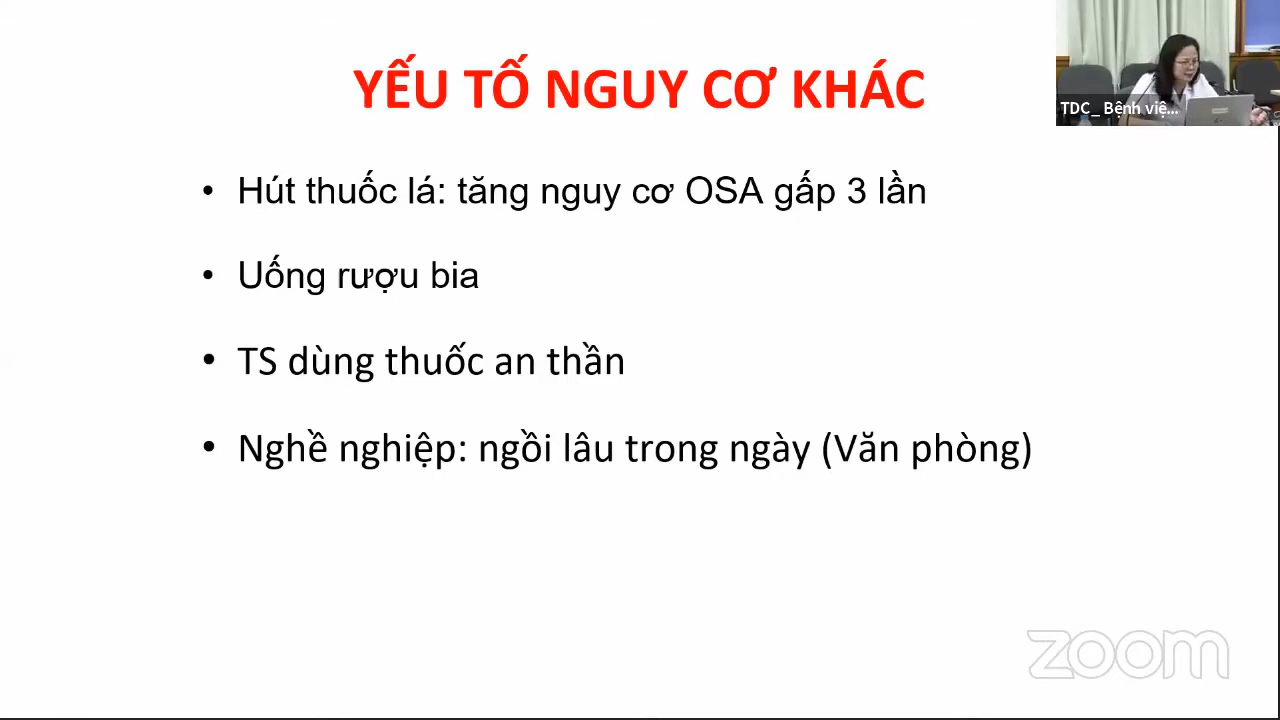 YẾU TỐ NGUY CƠ KHÁC
TDC_ Bệnh việ...
• Hút thuốc lá: tăng nguy cơ OSA gấp 3 lần
• Uống rượu bia
• TS dùng thuốc an thần
• Nghề nghiệp: ngồi lâu trong ngày (Văn phòng)
zoom